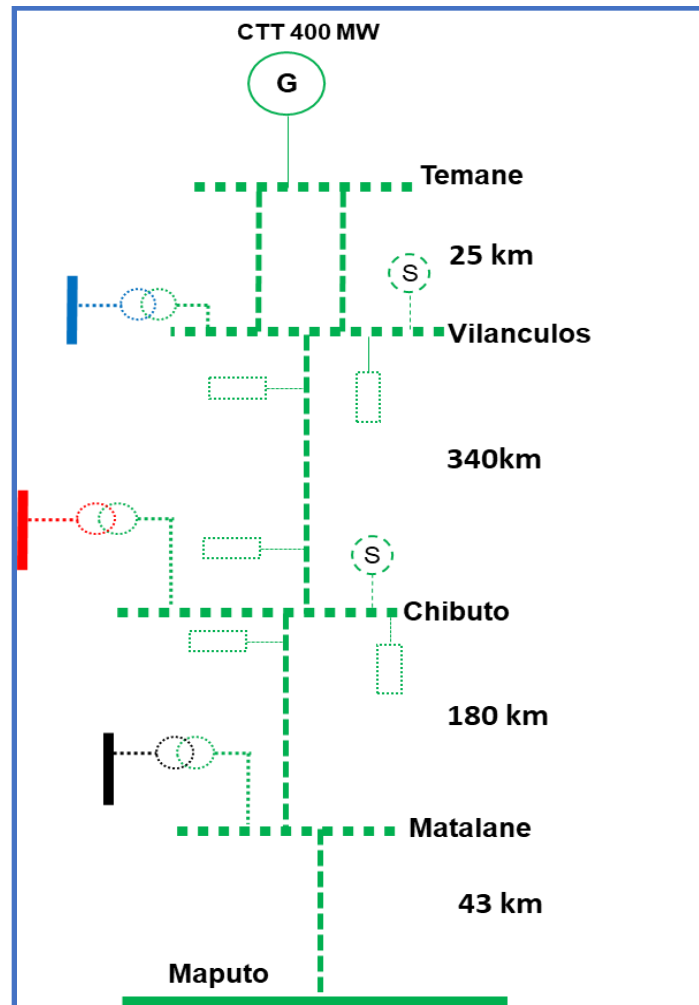 CTT 400 MW
G
Temane
25 km
S
Vilanculos
340km
S
Chibuto
180 km
Matalane
43 km
Maputo